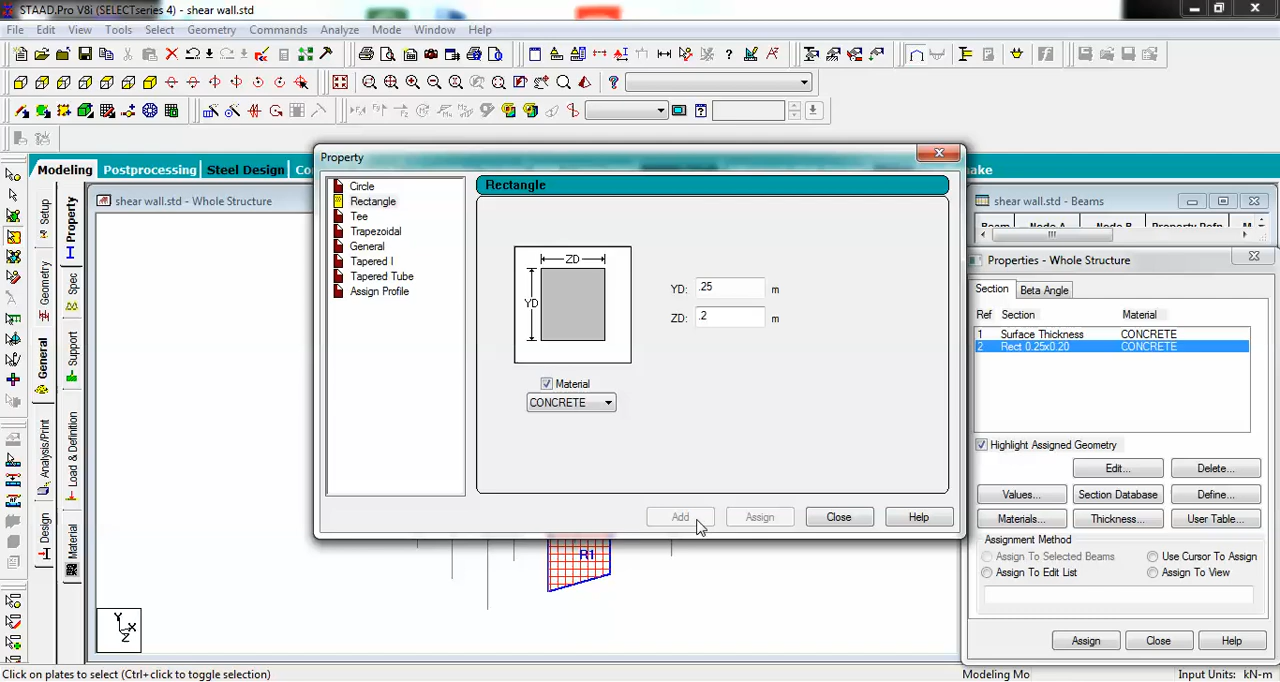 STAAD.Pro V8i (SELECTseries 4) - shear wall.std
File Edit View Tools Select Geometry Commands Analyze Mode Window Help
Modeling Postprocessing Steel Design
shear wall.std - Whole Structure
Setup
Geometry
General
Analysis/Print
Design
Property
Spec
Support
Load & Definition
Material
Property
Circle
Rectangle
Tee
Trapezoidal
General
Tapered I
Tapered Tube
Assign Profile
Rectangle
ZD
YD
YD: .25 m
ZD: .2 m
Material
CONCRETE
Add Assign Close Help
R1
Y
X
Z
shear wall.std - Beams
Beam Node A Node B Property Refn
Properties - Whole Structure
Section Beta Angle
Ref Section Material
1 Surface Thickness CONCRETE
2 Rect 0.25x0.20 CONCRETE
Highlight Assigned Geometry
Edit... Delete...
Values... Section Database Define...
Materials... Thickness... User Table...
Assignment Method
Assign To Selected Beams Use Cursor To Assign
Assign To Edit List Assign To View
Assign Close Help
Click on plates to select (Ctrl+click to toggle selection) Modeling Mo Input Units: kN-m